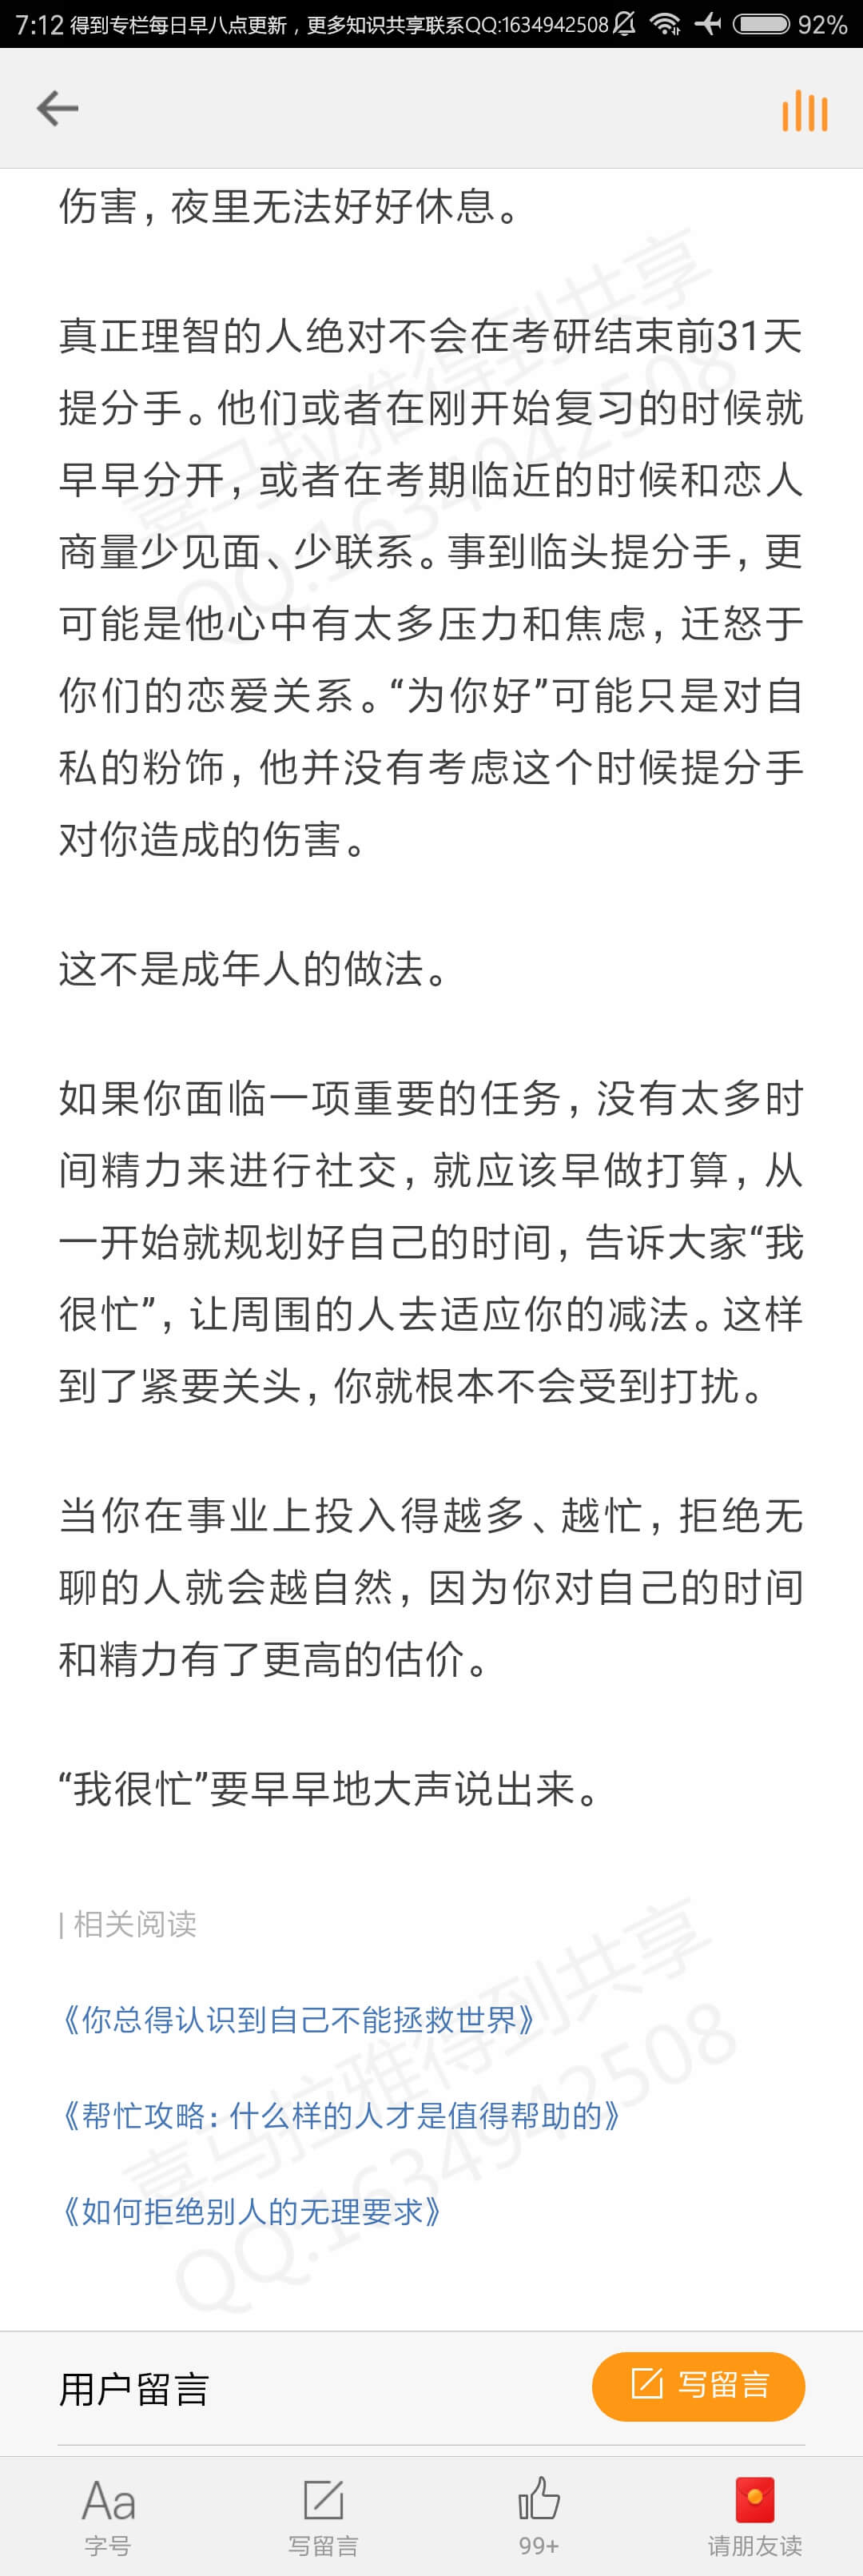 7:12 得到专栏每日早八点更新，更多知识共享联系QQ:1634942508 92%
伤害，夜里无法好好休息。
真正理智的人绝对不会在考研结束前31天
提分手。他们或者在刚开始复习的时候就
早早分开，或者在考期临近的时候和恋人
商量少见面、少联系。事到临头提分手，更
可能是他心中有太多压力和焦虑，迁怒于
你们的恋爱关系。“为你好”可能只是对自
私的粉饰，他并没有考虑这个时候提分手
对你造成的伤害。
这不是成年人的做法。
如果你面临一项重要的任务，没有太多时
间精力来进行社交，就应该早做打算，从
一开始就规划好自己的时间，告诉大家“我
很忙”，让周围的人去适应你的减法。这样
到了紧要关头，你就根本不会受到打扰。
当你在事业上投入得越多、越忙，拒绝无
聊的人就会越自然，因为你对自己的时间
和精力有了更高的估价。
“我很忙”要早早地大声说出来。
| 相关阅读
《你总得认识到自己不能拯救世界》
《帮忙攻略：什么样的人才是值得帮助的》
《如何拒绝别人的无理要求》
喜马拉雅得到共享
QQ:1634942508
喜马拉雅得到共享
QQ:1634942508
用户留言
写留言
Aa
字号
写留言
99+
请朋友读